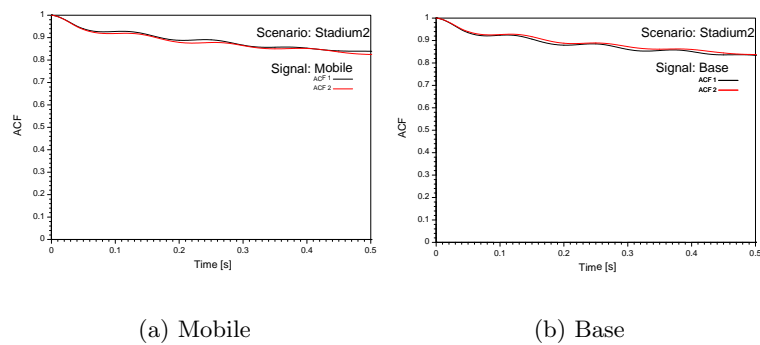 Scenario: Stadium2
Signal: Mobile
ACF 1
ACF 2
ACF
1
0.9
0.8
0.7
0.6
0.5
0.4
0.3
0.2
0.1
0
0 0.1 0.2 0.3 0.4 0.5
Time [s]
(a) Mobile
Scenario: Stadium2
Signal: Base
ACF 1
ACF 2
ACF
1
0.9
0.8
0.7
0.6
0.5
0.4
0.3
0.2
0.1
0
0 0.1 0.2 0.3 0.4 0.5
Time [s]
(b) Base